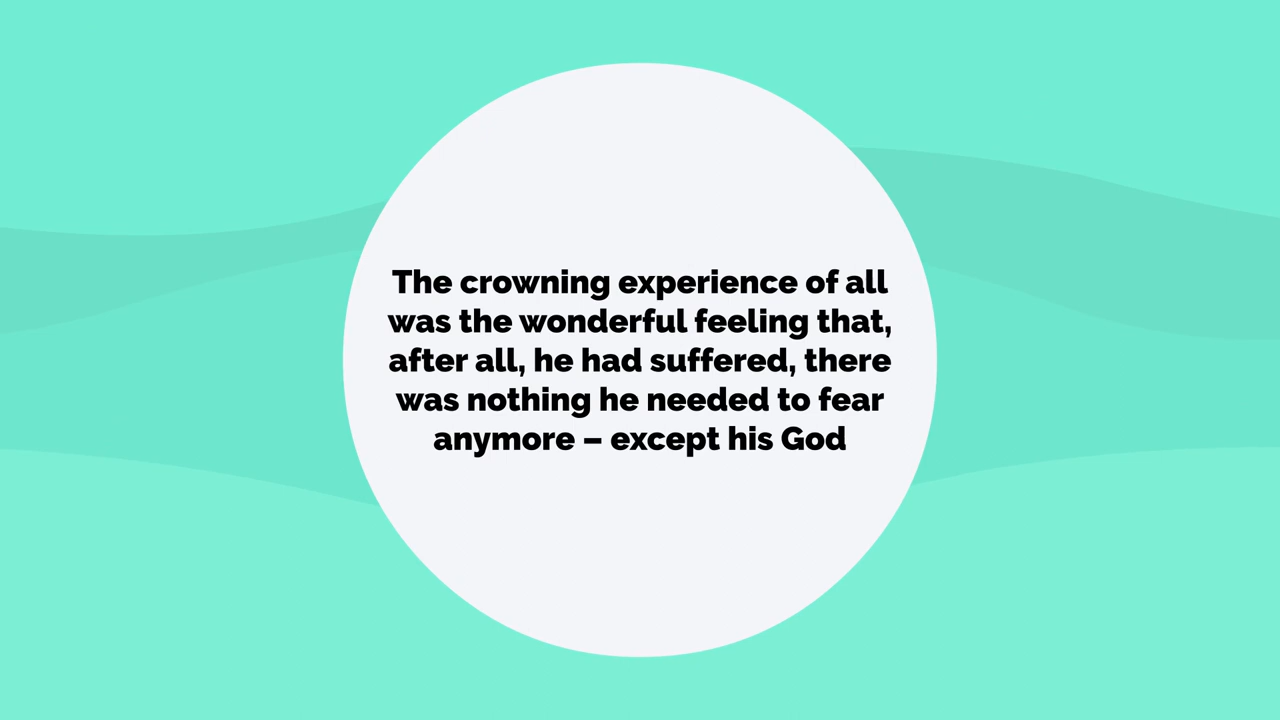 The crowning experience of all
was the wonderful feeling that,
after all, he had suffered, there
was nothing he needed to fear
anymore – except his God